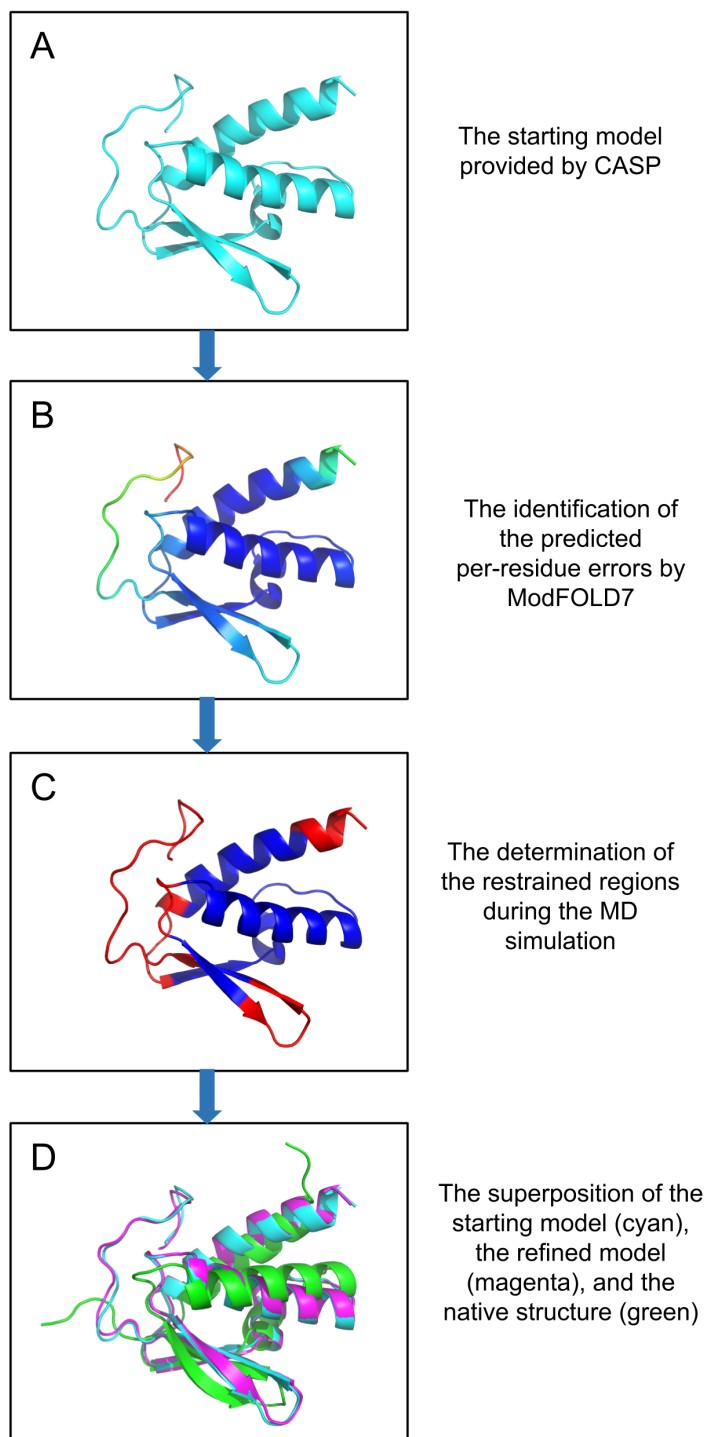 A
The starting model
provided by CASP
B
The identification of
the predicted
per-residue errors by
ModFOLD7
C
The determination of
the restrained regions
during the MD
simulation
D
The superposition of the
starting model (cyan),
the refined model
(magenta), and the
native structure (green)